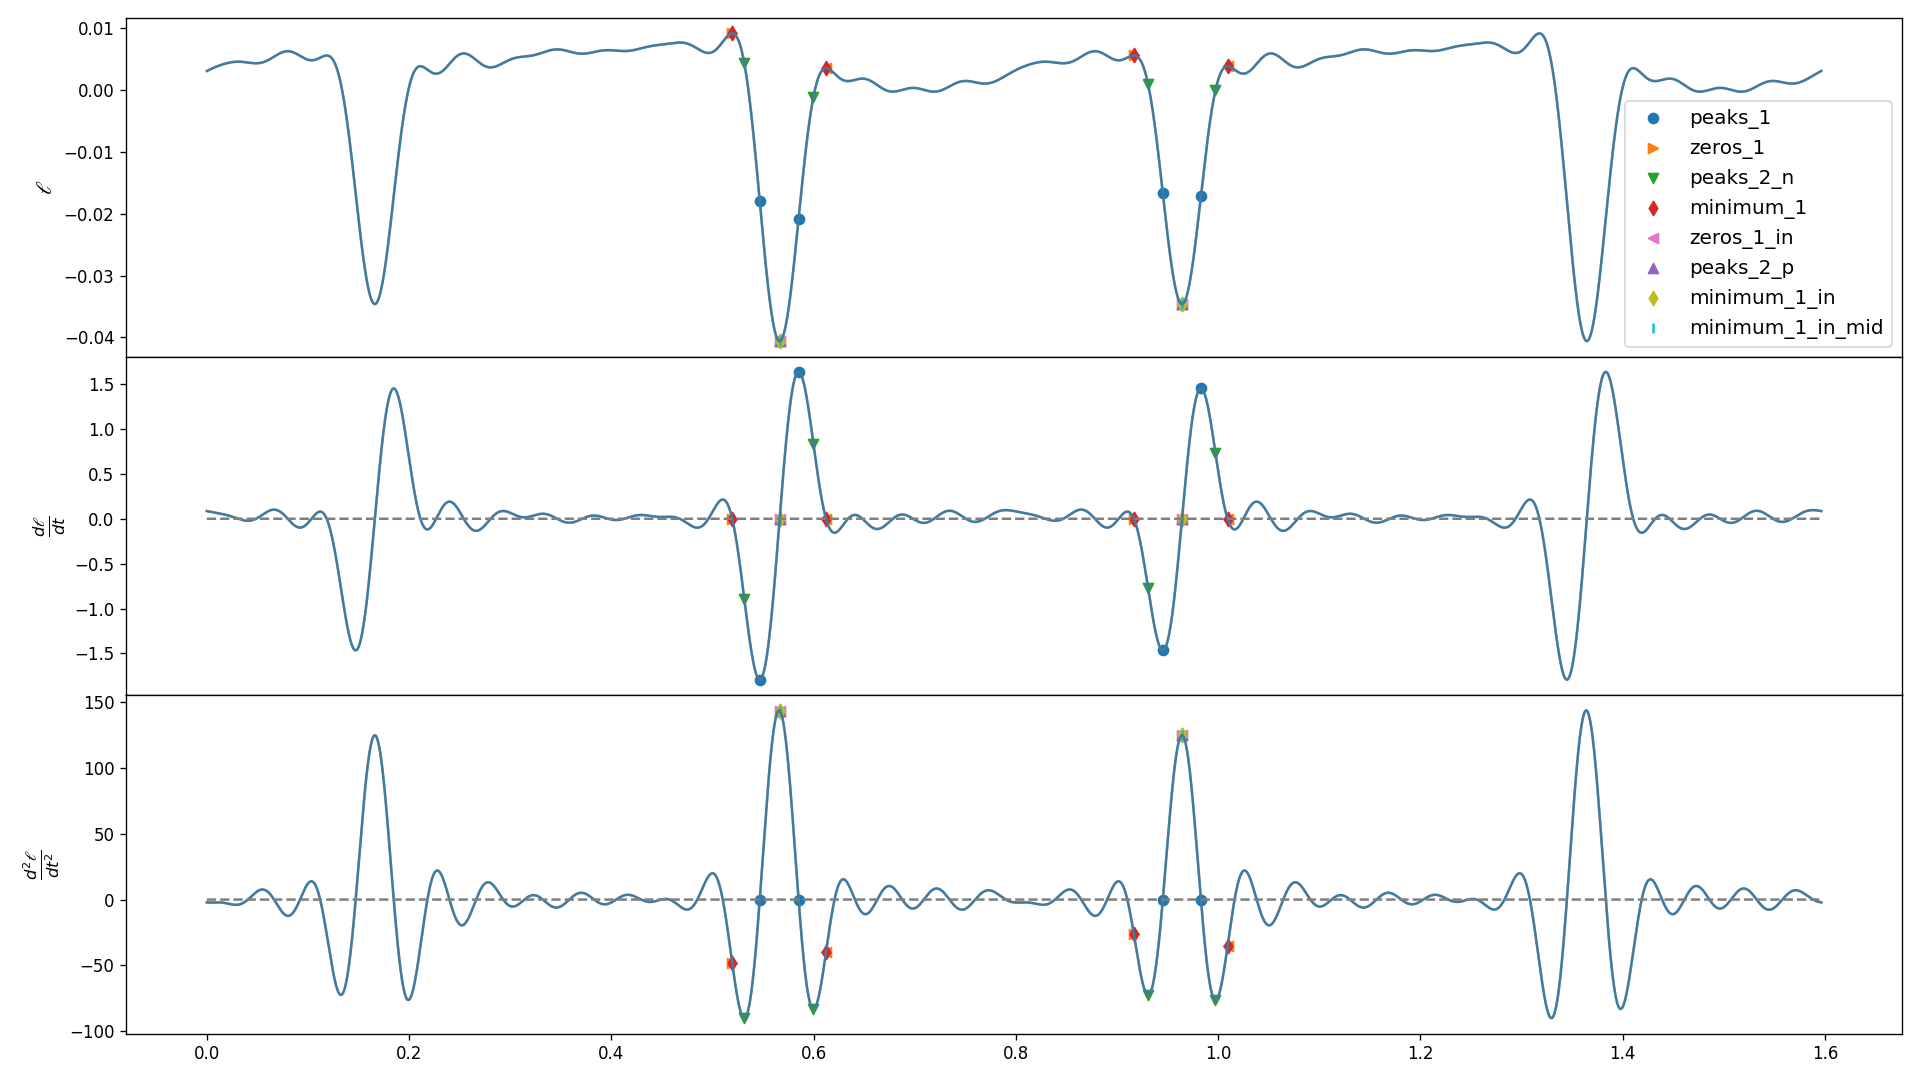 0.01
0.00
−0.01
−0.02
−0.03
−0.04
ℓ
peaks_1
zeros_1
peaks_2_n
minimum_1
zeros_1_in
peaks_2_p
minimum_1_in
minimum_1_in_mid
1.5
1.0
0.5
0.0
−0.5
−1.0
−1.5
dℓ
dt
150
100
50
0
−50
−100
d²ℓ
dt²
0.0 0.2 0.4 0.6 0.8 1.0 1.2 1.4 1.6